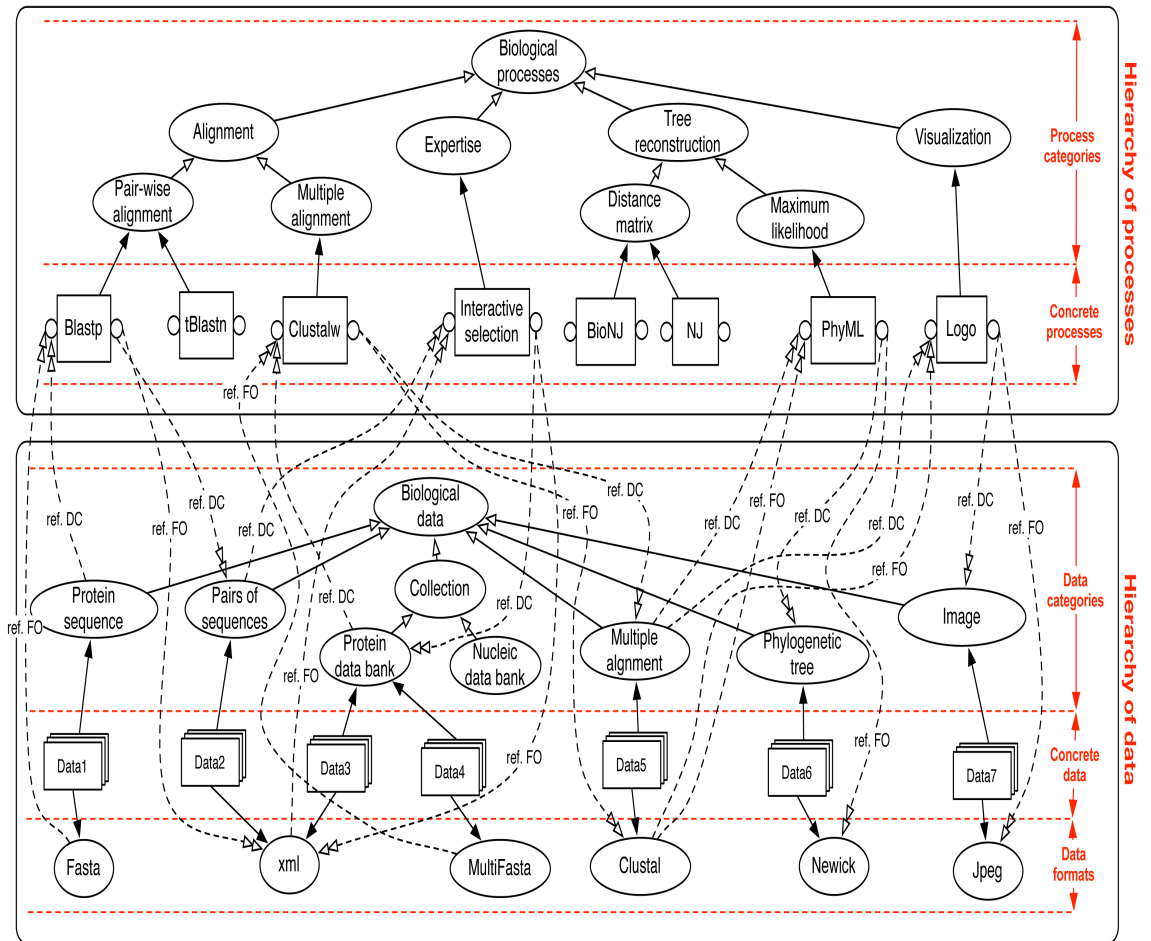 Biological
processes
Alignment
Expertise
Tree
reconstruction
Visualization
Pair-wise
alignment
Multiple
alignment
Distance
matrix
Maximum
likelihood
Process
categories
Hierarchy of processes
Blastp
tBlastn
Clustalw
Interactive
selection
BioNJ
NJ
PhyML
Logo
Concrete
processes
ref. FO
Biological
data
ref. DC
ref. DC
ref. FO
ref. DC
ref. DC
ref. FO
ref. DC
ref. FO
ref. DC
ref. DC
ref. DC
ref. FO
ref. FO
Protein
sequence
Pairs of
sequences
Collection
ref. DC
ref. DC
Image
Data
categories
ref. FO
Protein
data bank
Nucleic
data bank
Multiple
algnment
Phylogenetic
tree
ref. FO
Hierarchy of data
Data1
Data2
Data3
Data4
ref. FO
Data5
Data6
ref. FO
Data7
Concrete
data
Fasta
xml
MultiFasta
Clustal
Newick
Jpeg
Data
formats